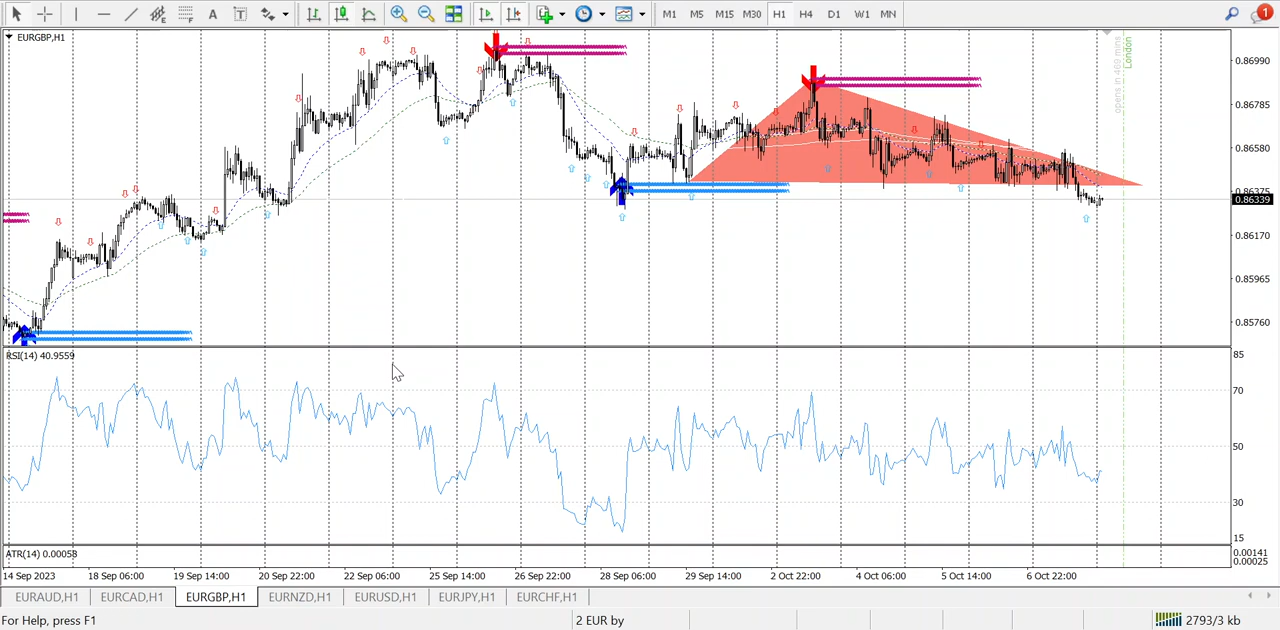 A T M1 M5 M15 M30 H1 H4 D1 W1 MN 1
EURGBP,H1
opens in 469 mins
London
0.86990
0.86785
0.86580
0.86375
0.86339
0.86170
0.85965
0.85760
RSI(14) 40.9559
85
70
50
30
15
ATR(14) 0.00058
0.00141
0.00025
14 Sep 2023 18 Sep 06:00 19 Sep 14:00 20 Sep 22:00 22 Sep 06:00 25 Sep 14:00 26 Sep 22:00 28 Sep 06:00 29 Sep 14:00 2 Oct 22:00 4 Oct 06:00 5 Oct 14:00 6 Oct 22:00
EURAUD,H1 EURCAD,H1 EURGBP,H1 EURNZD,H1 EURUSD,H1 EURJPY,H1 EURCHF,H1
For Help, press F1 2 EUR by 2793/3 kb